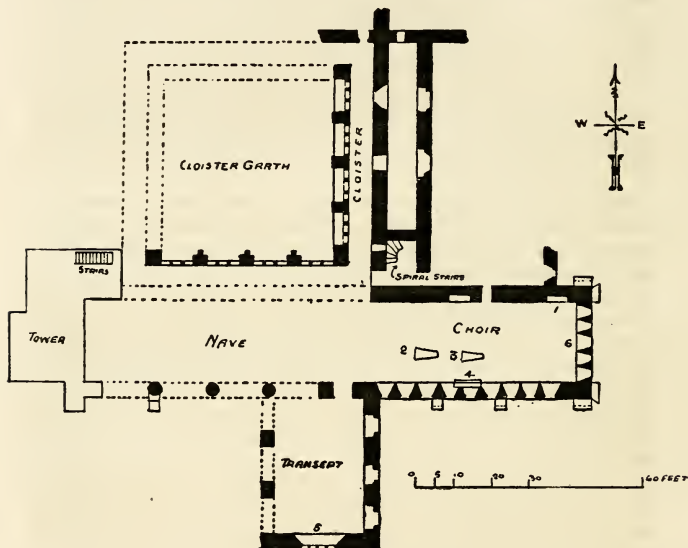 CLOISTER GARTH
CLOISTER
W E
STAIRS
SPIRAL STAIRS
TOWER
NAVE
CHOIR
1
2
3
4
6
TRANSEPT
5
0 5 10 20 30 60 FEET